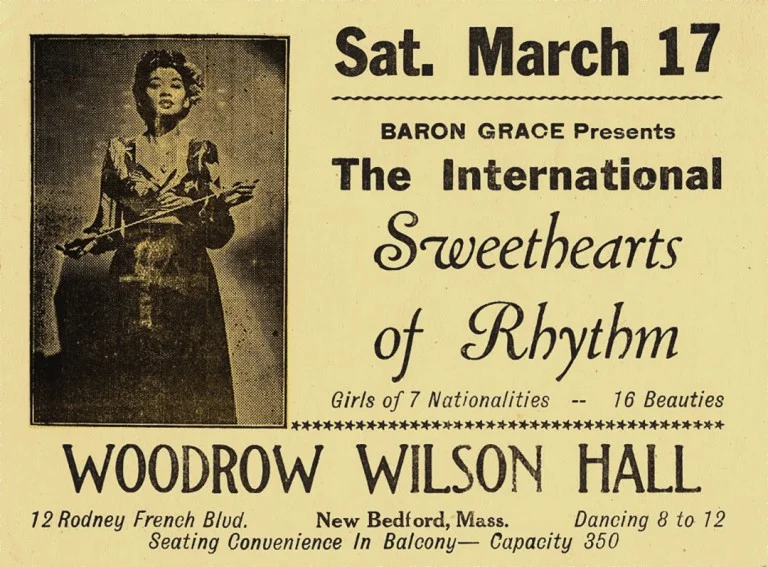 Sat. March 17
BARON GRACE Presents
The International
Sweethearts
of Rhythm
Girls of 7 Nationalities -- 16 Beauties
WOODROW WILSON HALL
12 Rodney French Blvd. New Bedford, Mass. Dancing 8 to 12
Seating Convenience In Balcony— Capacity 350